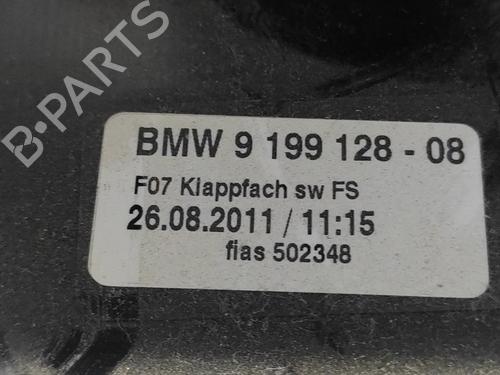 BMW 9 199 128 - 08
F07 Klappfach sw FS
26.08.2011 / 11:15
fias 502348
B-PARTS